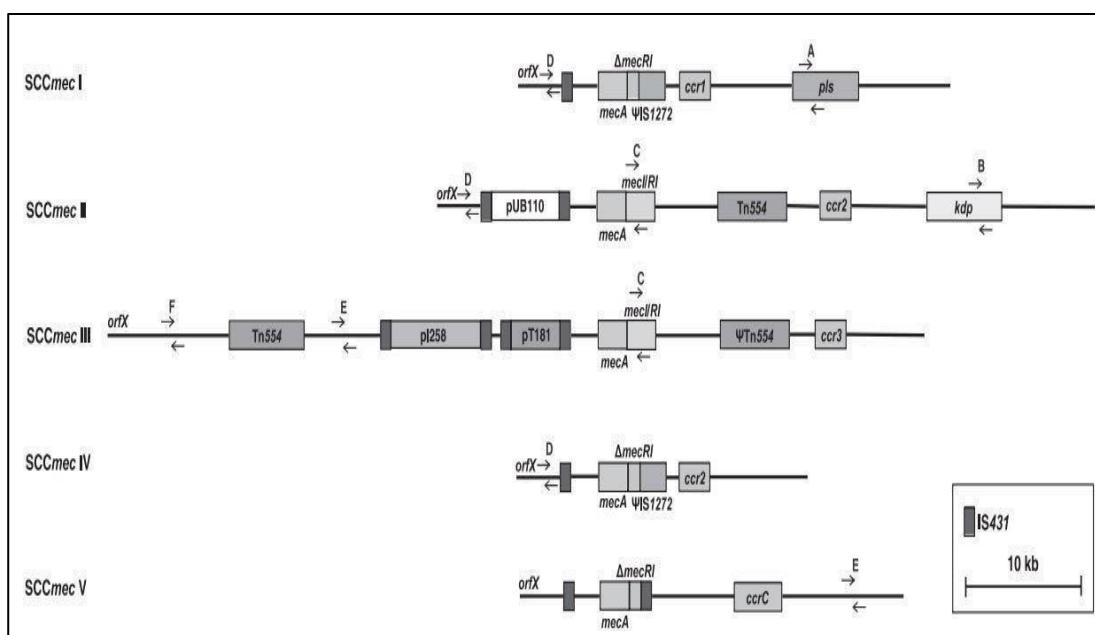 A
D
ΔmecRI
orfX
SCCmec I
ccr1
pls
mecA ΨIS1272
C
D
B
mecI/RI
orfX
SCCmec II
pUB110
Tn554
ccr2
kdp
mecA
C
F
E
mecI/RI
orfX
SCCmec III
Tn554
pI258
pT181
ΨTn554
ccr3
mecA
D
ΔmecRI
orfX
SCCmec IV
ccr2
mecA ΨIS1272
IS431
10 kb
E
ΔmecRI
orfX
SCCmec V
ccrC
mecA